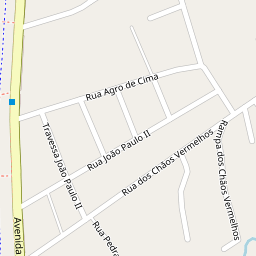 Rua Agro de Cima
Travessa João Paulo II
Rua João Paulo II
Rua dos Chãos Vermelhos
Rampa dos Chãos Vermelhos
Avenida
Rua Pedra